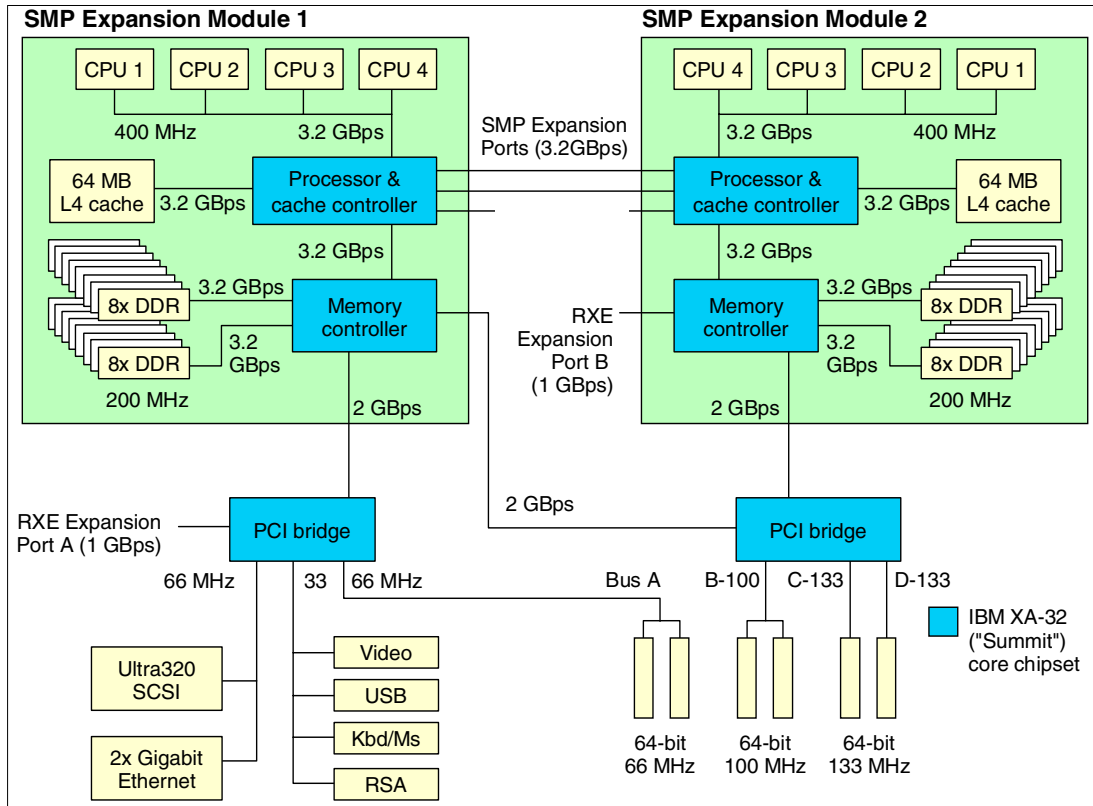 SMP Expansion Module 1
SMP Expansion Module 2
CPU 1
CPU 2
CPU 3
CPU 4
CPU 4
CPU 3
CPU 2
CPU 1
400 MHz
3.2 GBps
SMP Expansion
Ports (3.2GBps)
3.2 GBps
400 MHz
64 MB
L4 cache
3.2 GBps
Processor &
cache controller
Processor &
cache controller
3.2 GBps
64 MB
L4 cache
3.2 GBps
3.2 GBps
8x DDR
3.2 GBps
Memory
controller
RXE
Expansion
Port B
(1 GBps)
Memory
controller
3.2 GBps
8x DDR
8x DDR
3.2
GBps
3.2
GBps
8x DDR
200 MHz
2 GBps
2 GBps
200 MHz
RXE Expansion
Port A (1 GBps)
PCI bridge
2 GBps
PCI bridge
66 MHz
33
66 MHz
Bus A
B-100
C-133
D-133
Ultra320
SCSI
2x Gigabit
Ethernet
Video
USB
Kbd/Ms
RSA
64-bit
66 MHz
64-bit
100 MHz
64-bit
133 MHz
IBM XA-32
("Summit")
core chipset